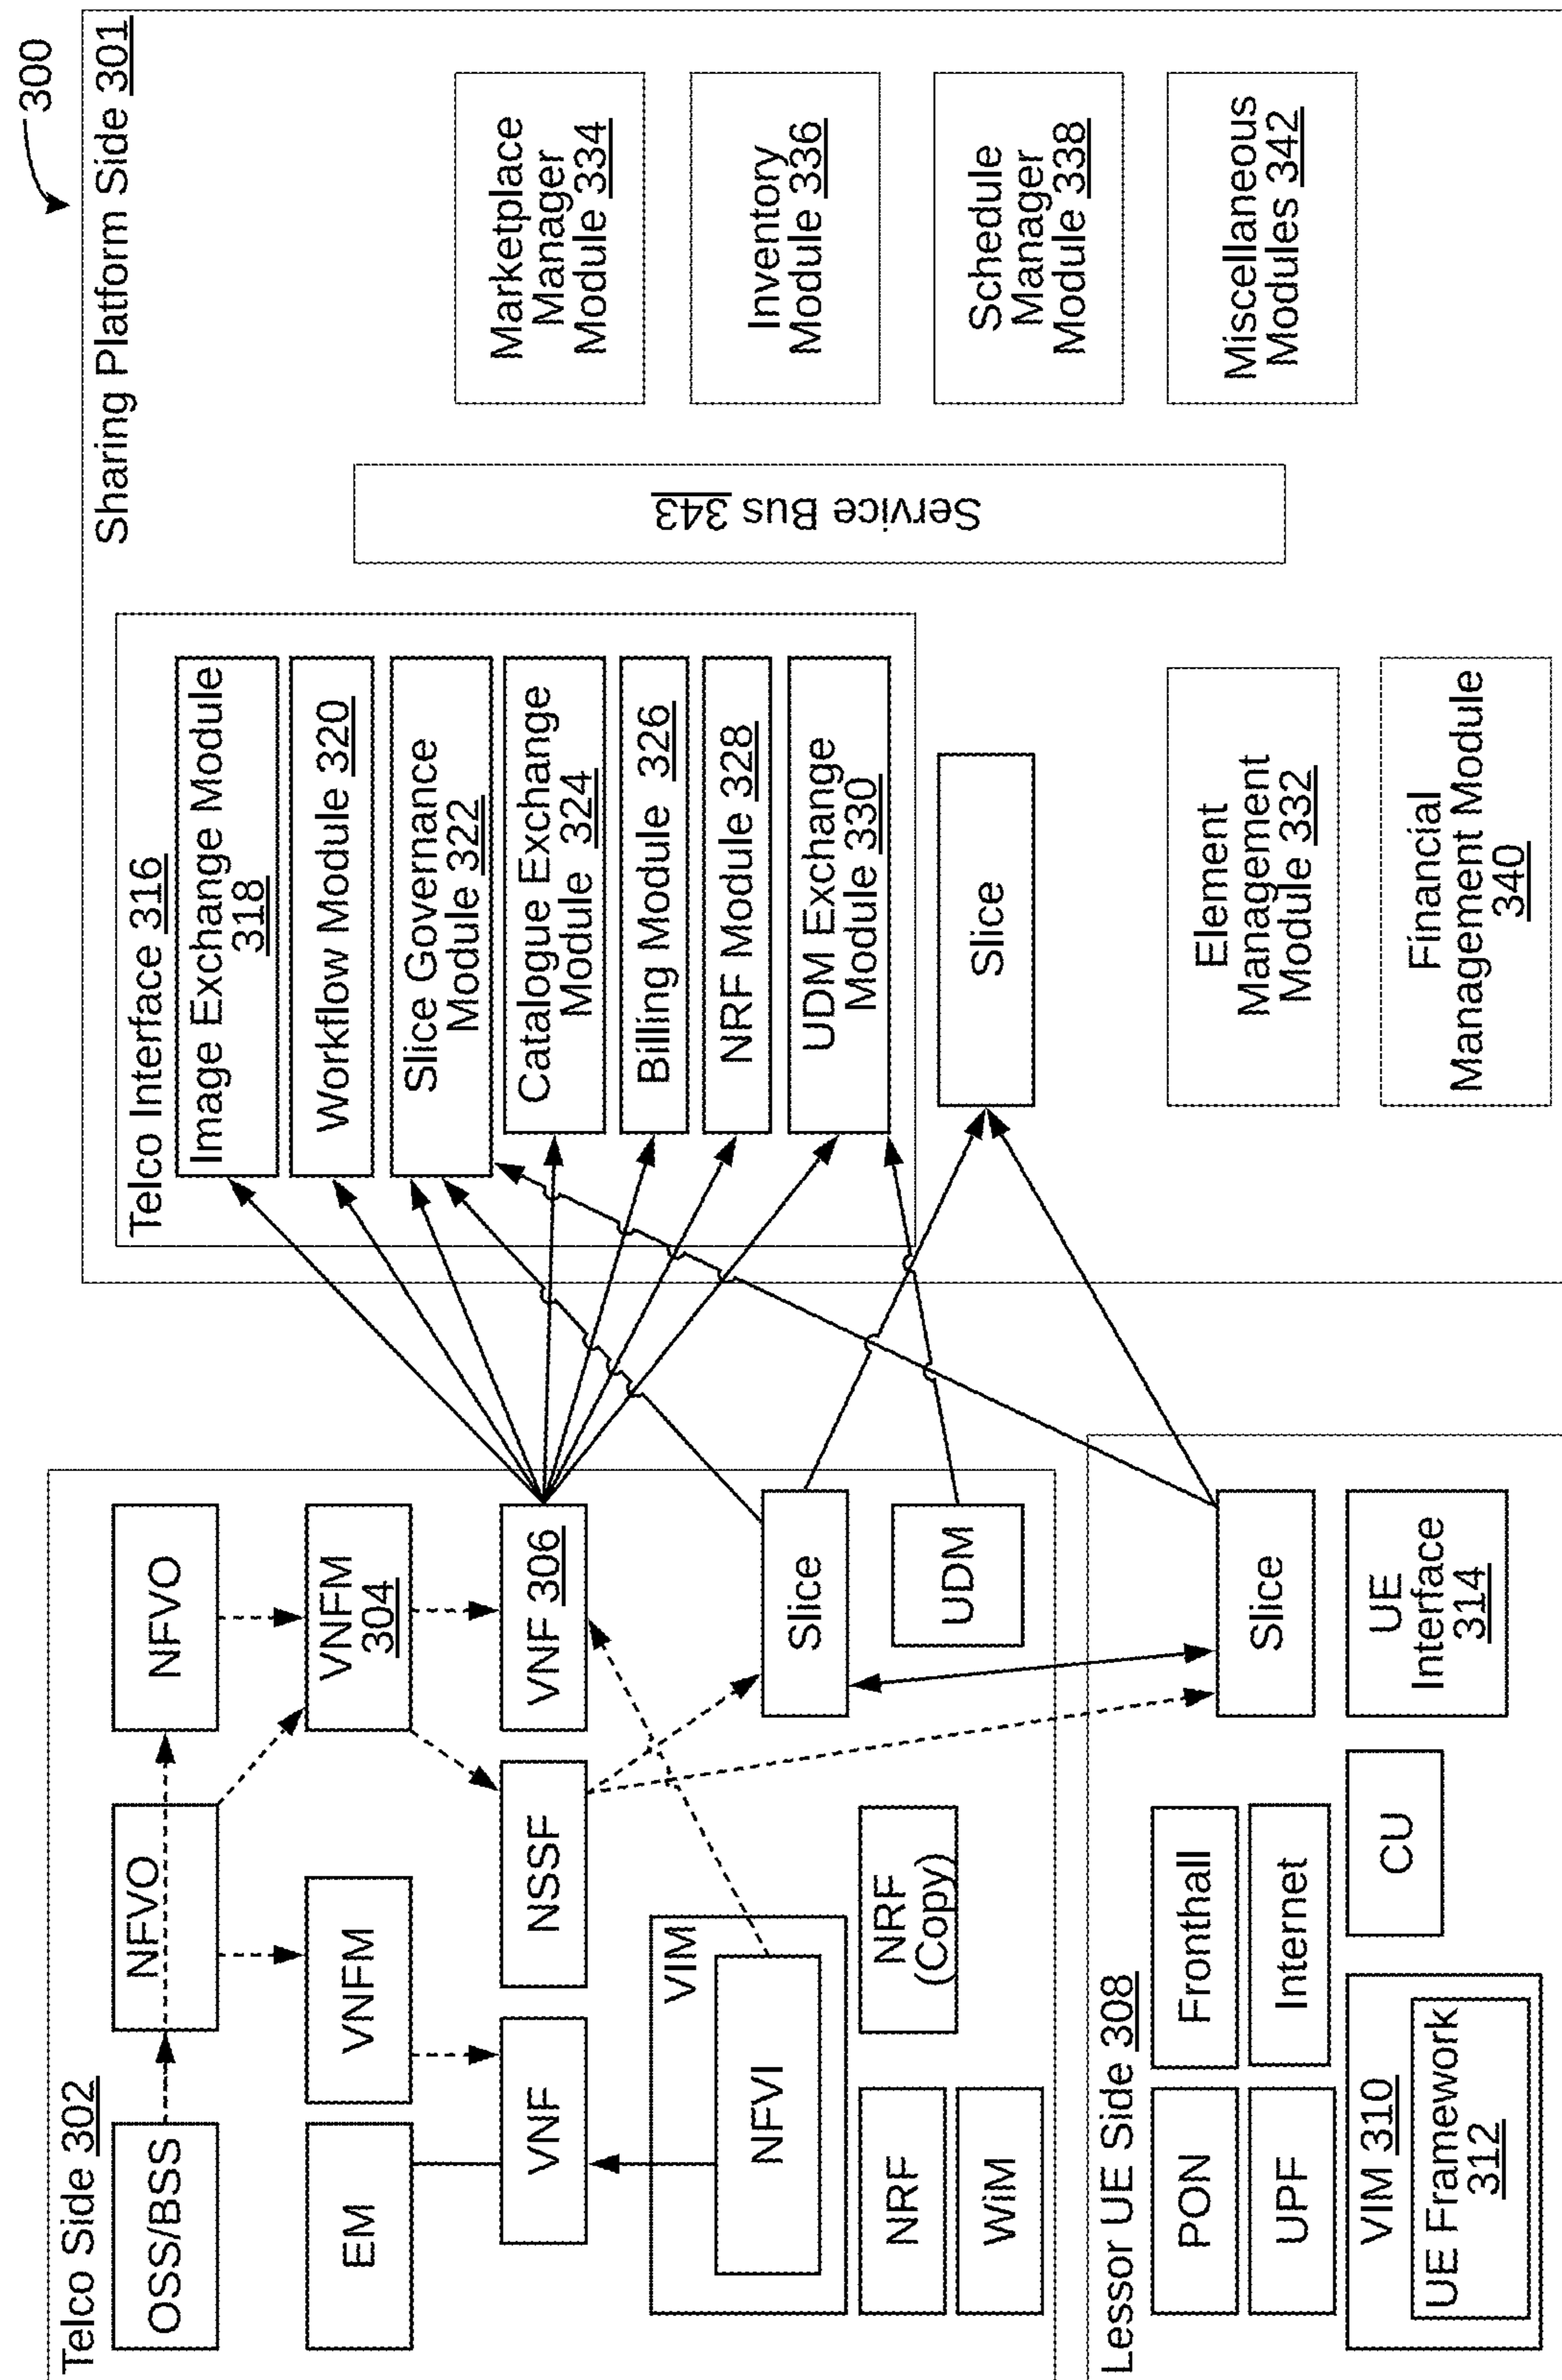 300
Telco Side 302
OSS/BSS
NFVO
NFVO
EM
VNFM
VNFM
304
VNF
NSSF
VNF 306
VIM
NFVI
Slice
NRF
NRF
(Copy)
UDM
WiM
Lessor UE Side 308
PON
Fronthall
UPF
Internet
Slice
VIM 310
UE Framework
312
CU
UE
Interface
314
Sharing Platform Side 301
Telco Interface 316
Image Exchange Module
318
Workflow Module 320
Slice Governance
Module 322
Catalogue Exchange
Module 324
Billing Module 326
NRF Module 328
UDM Exchange
Module 330
Slice
Element
Management
Module 332
Financial
Management Module
340
Service Bus 343
Marketplace
Manager
Module 334
Inventory
Module 336
Schedule
Manager
Module 338
Miscellaneous
Modules 342